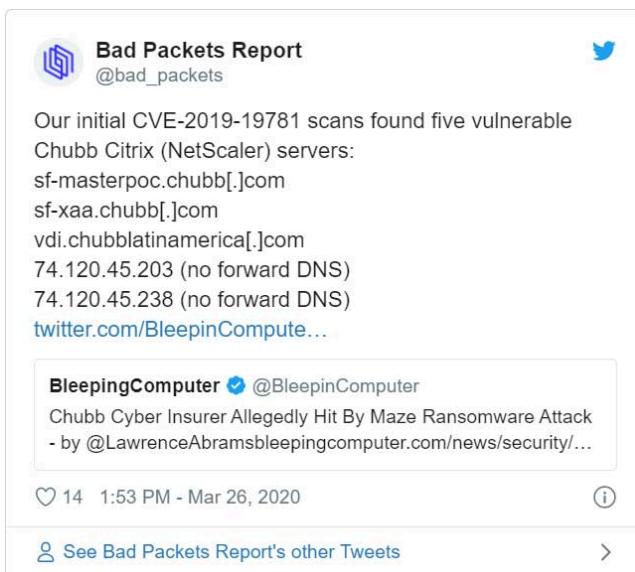 Bad Packets Report
@bad_packets
Our initial CVE-2019-19781 scans found five vulnerable
Chubb Citrix (NetScaler) servers:
sf-masterpoc.chubb[.]com
sf-xaa.chubb[.]com
vdi.chubblatinamerica[.]com
74.120.45.203 (no forward DNS)
74.120.45.238 (no forward DNS)
twitter.com/BleepinCompute…
BleepingComputer @BleepinComputer
Chubb Cyber Insurer Allegedly Hit By Maze Ransomware Attack
- by @LawrenceAbramsbleepingcomputer.com/news/security/…
14 1:53 PM - Mar 26, 2020
See Bad Packets Report's other Tweets